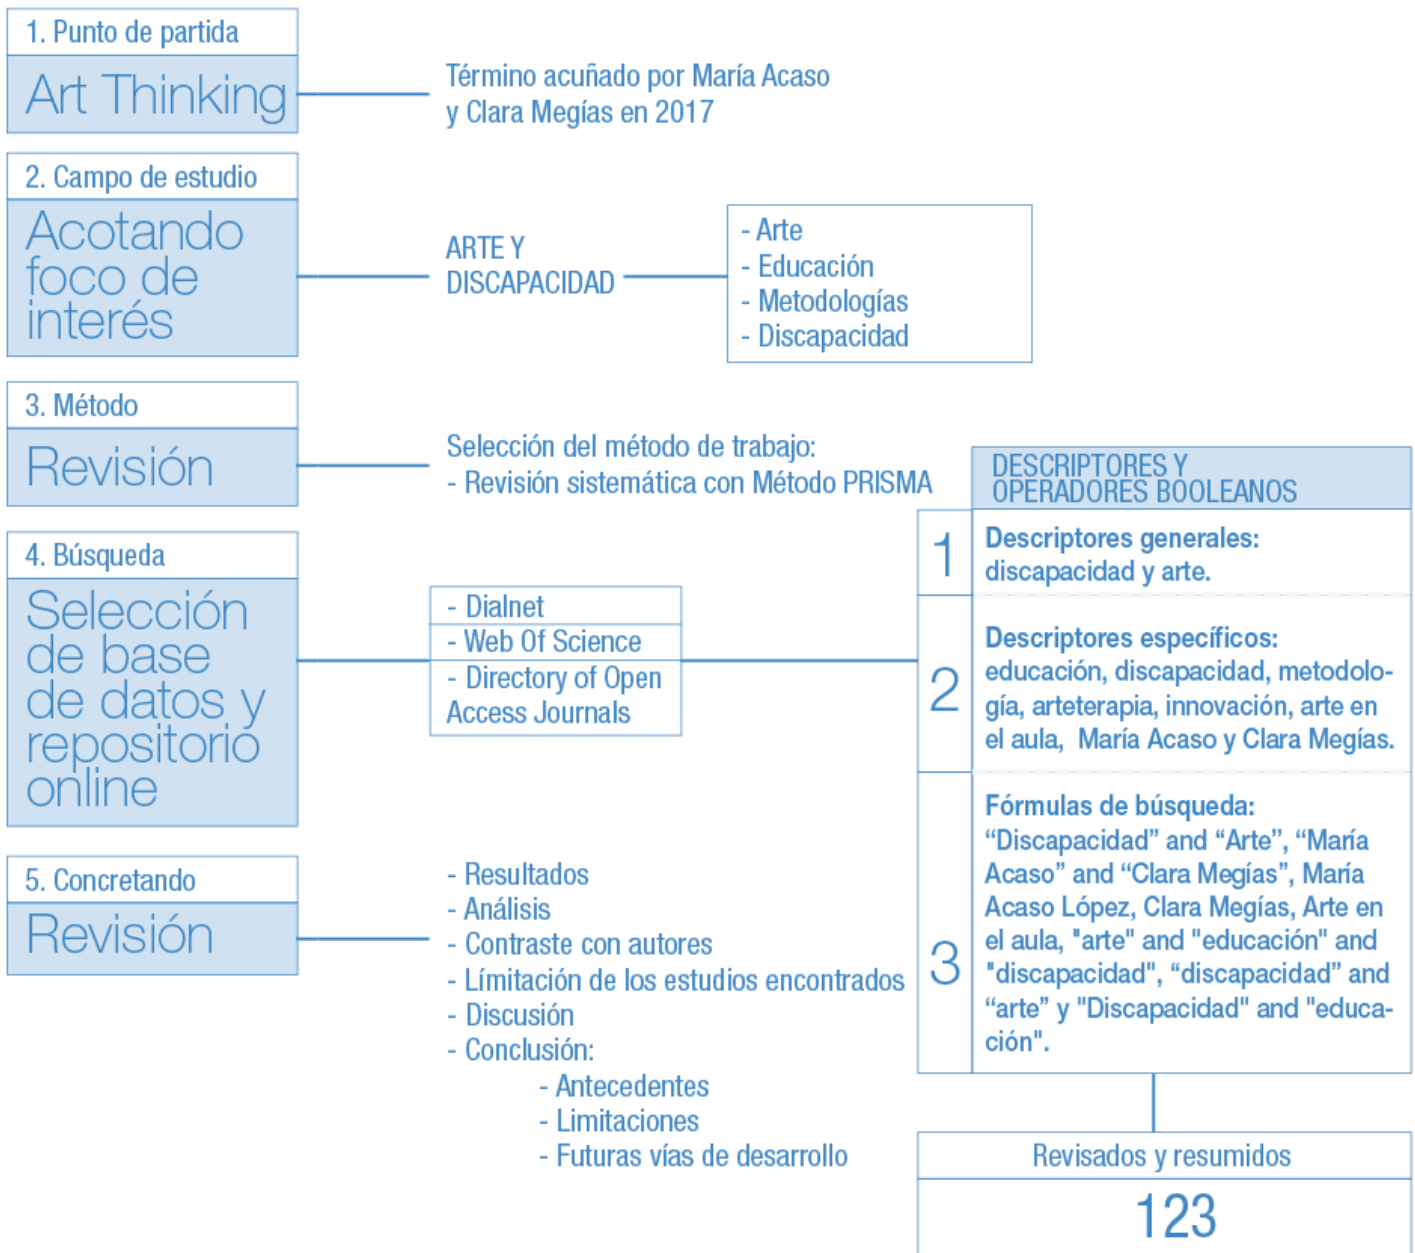 1. Punto de partida
Art Thinking
Término acuñado por María Acaso
y Clara Megías en 2017
2. Campo de estudio
Acotando
foco de
interés
ARTE Y
DISCAPACIDAD
- Arte
- Educación
- Metodologías
- Discapacidad
3. Método
Revisión
Selección del método de trabajo:
- Revisión sistemática con Método PRISMA
4. Búsqueda
Selección
de base
de datos y
repositorio
online
- Dialnet
- Web Of Science
- Directory of Open
Access Journals
DESCRIPTORES Y
OPERADORES BOOLEANOS
1
Descriptores generales:
discapacidad y arte.
2
Descriptores específicos:
educación, discapacidad, metodolo-
gía, arteterapia, innovación, arte en
el aula,  María Acaso y Clara Megías.
3
Fórmulas de búsqueda:
“Discapacidad” and “Arte”, “María
Acaso” and “Clara Megías”, María
Acaso López, Clara Megías, Arte en
el aula, "arte" and "educación" and
"discapacidad", “discapacidad” and
“arte” y "Discapacidad" and "educa-
ción".
Revisados y resumidos
123
5. Concretando
Revisión
- Resultados
- Análisis
- Contraste con autores
- Límitación de los estudios encontrados
- Discusión
- Conclusión:
- Antecedentes
- Limitaciones
- Futuras vías de desarrollo